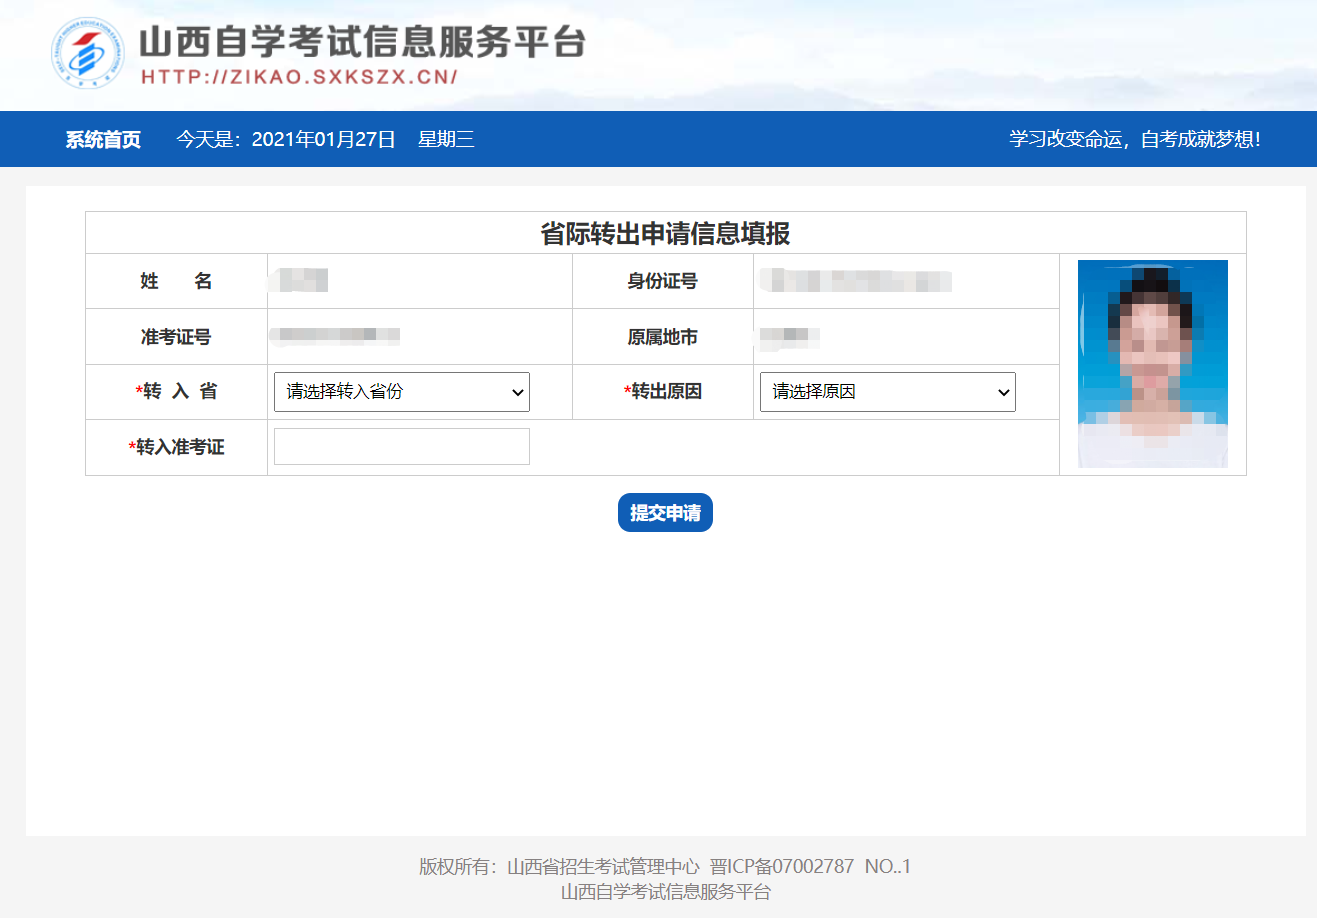 山西自学考试信息服务平台
HTTP://ZIKAO.SXKSZX.CN/
系统首页 今天是：2021年01月27日 星期三 学习改变命运，自考成就梦想！
省际转出申请信息填报
姓 名 身份证号
准考证号 原属地市
*转 入 省 请选择转入省份 *转出原因 请选择原因
*转入准考证
提交申请
版权所有：山西省招生考试管理中心 晋ICP备07002787 NO..1
山西自学考试信息服务平台